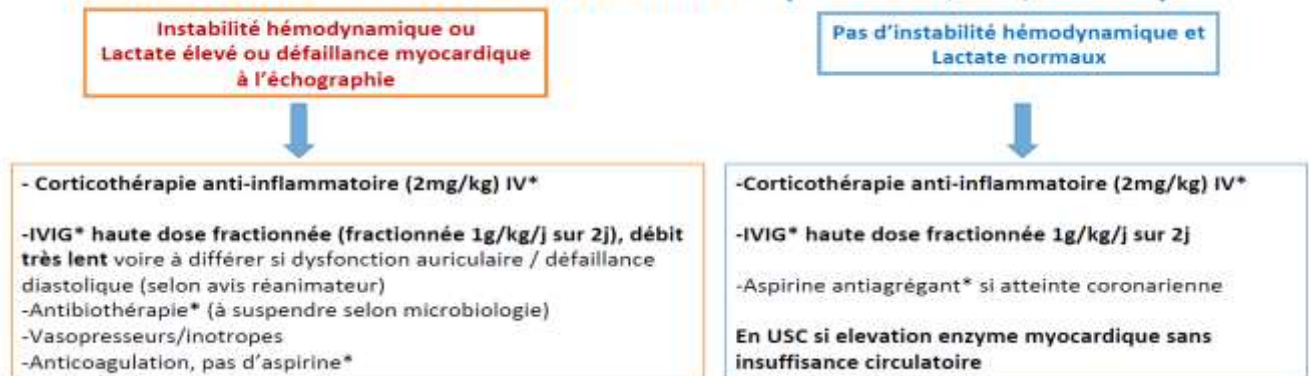 Instabilité hémodynamique ou
Lactate élevé ou défaillance myocardique
à l'échographie
Pas d'instabilité hémodynamique et
Lactate normaux
- Corticothérapie anti-inflammatoire (2mg/kg) IV*
-IVIG* haute dose fractionnée (fractionnée 1g/kg/j sur 2j), débit
très lent voire à différer si dysfonction auriculaire / défaillance
diastolique (selon avis réanimateur)
-Antibiothérapie* (à suspendre selon microbiologie)
-Vasopresseurs/inotropes
-Anticoagulation, pas d'aspirine*
-Corticothérapie anti-inflammatoire (2mg/kg) IV*
-IVIG* haute dose fractionnée 1g/kg/j sur 2j
-Aspirine antiagrégant* si atteinte coronarienne
En USC si elevation enzyme myocardique sans
insuffisance circulatoire